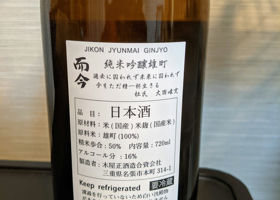 JIKON JYUNMAI GINJYO
而今 純米吟醸雄町
過去に囚われず未来に囚われず
今をただ精一杯生きる
杜氏 大西唯克
品目:日本酒
原材料:米(国産)米麹(国産米)
原料米:雄町(100%)
精米歩合:50% 内容量:720ml
アルコール分:16%
製造者:木屋正酒造合資会社
三重県名張市本町314-1
Keep refrigerated 要冷蔵